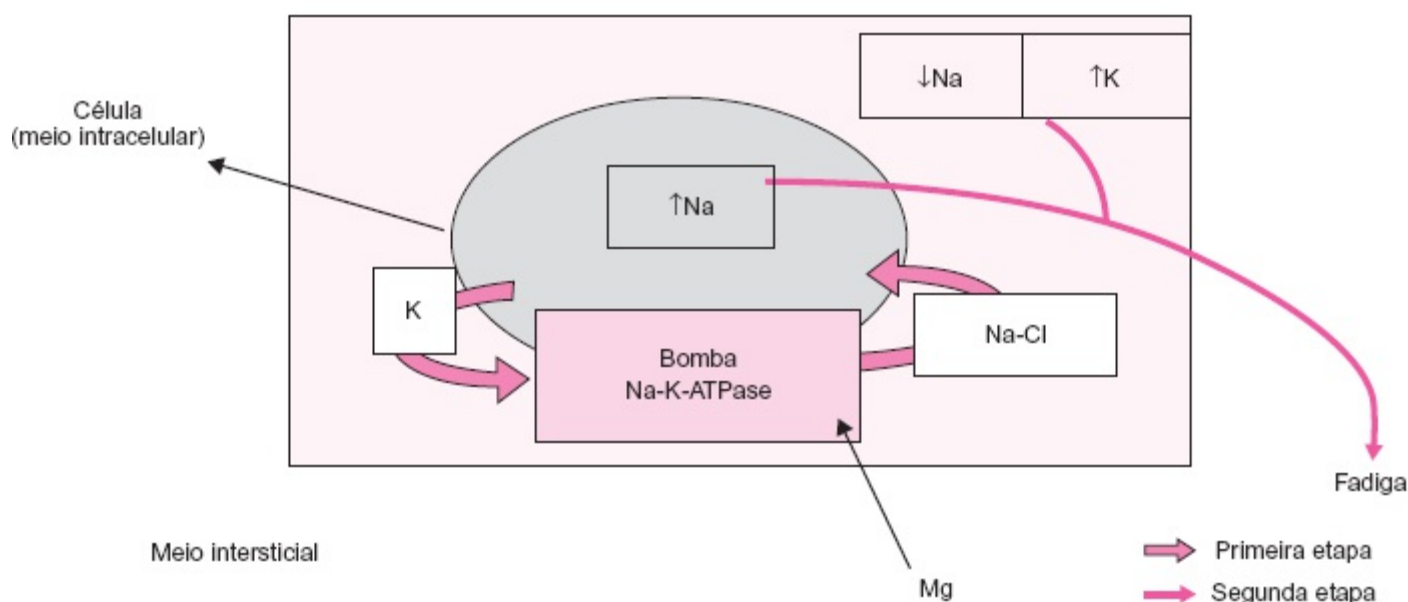 ↓Na
↑K
Célula
(meio intracelular)
↑Na
K
Na-Cl
Bomba
Na-K-ATPase
Fadiga
Meio intersticial
Primeira etapa
Mg
Segunda etapa